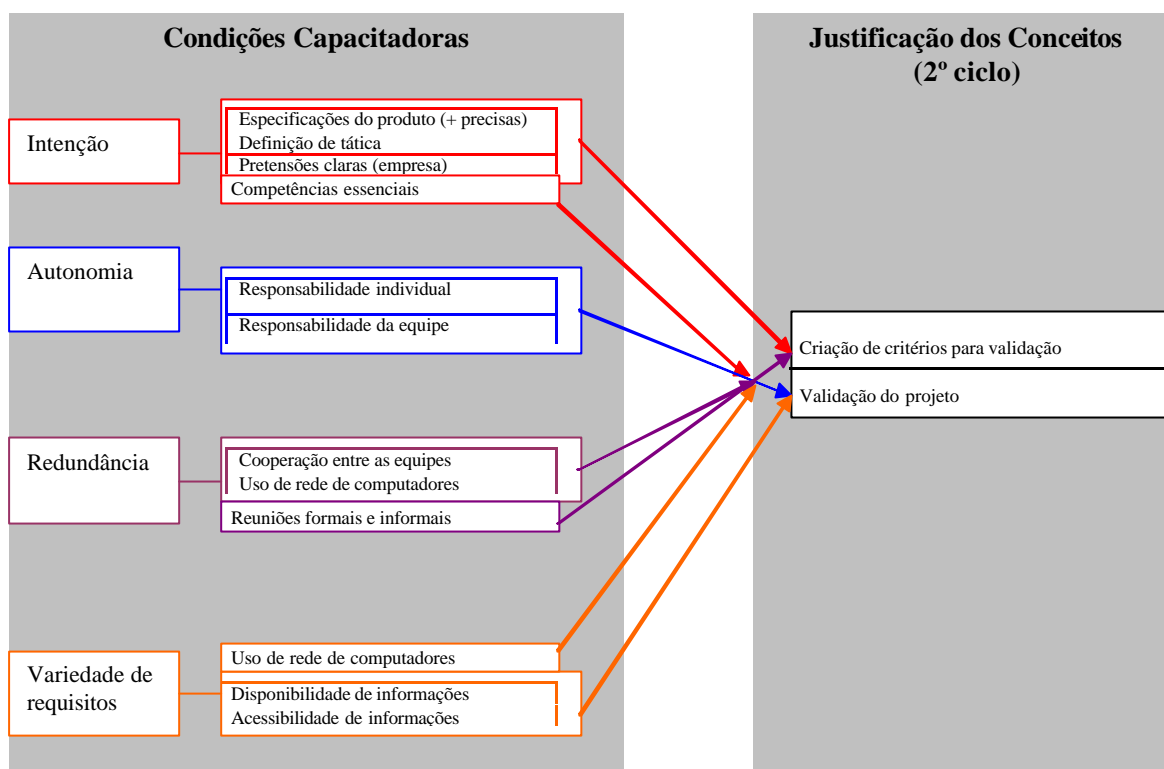 Condições Capacitadoras
Justificação dos Conceitos
(2º ciclo)
Intenção
Especificações do produto (+ precisas)
Definição de tática
Pretensões claras (empresa)
Competências essenciais
Autonomia
Responsabilidade individual
Responsabilidade da equipe
Criação de critérios para validação
Validação do projeto
Redundância
Cooperação entre as equipes
Uso de rede de computadores
Reuniões formais e informais
Variedade de
requisitos
Uso de rede de computadores
Disponibilidade de informações
Acessibilidade de informações